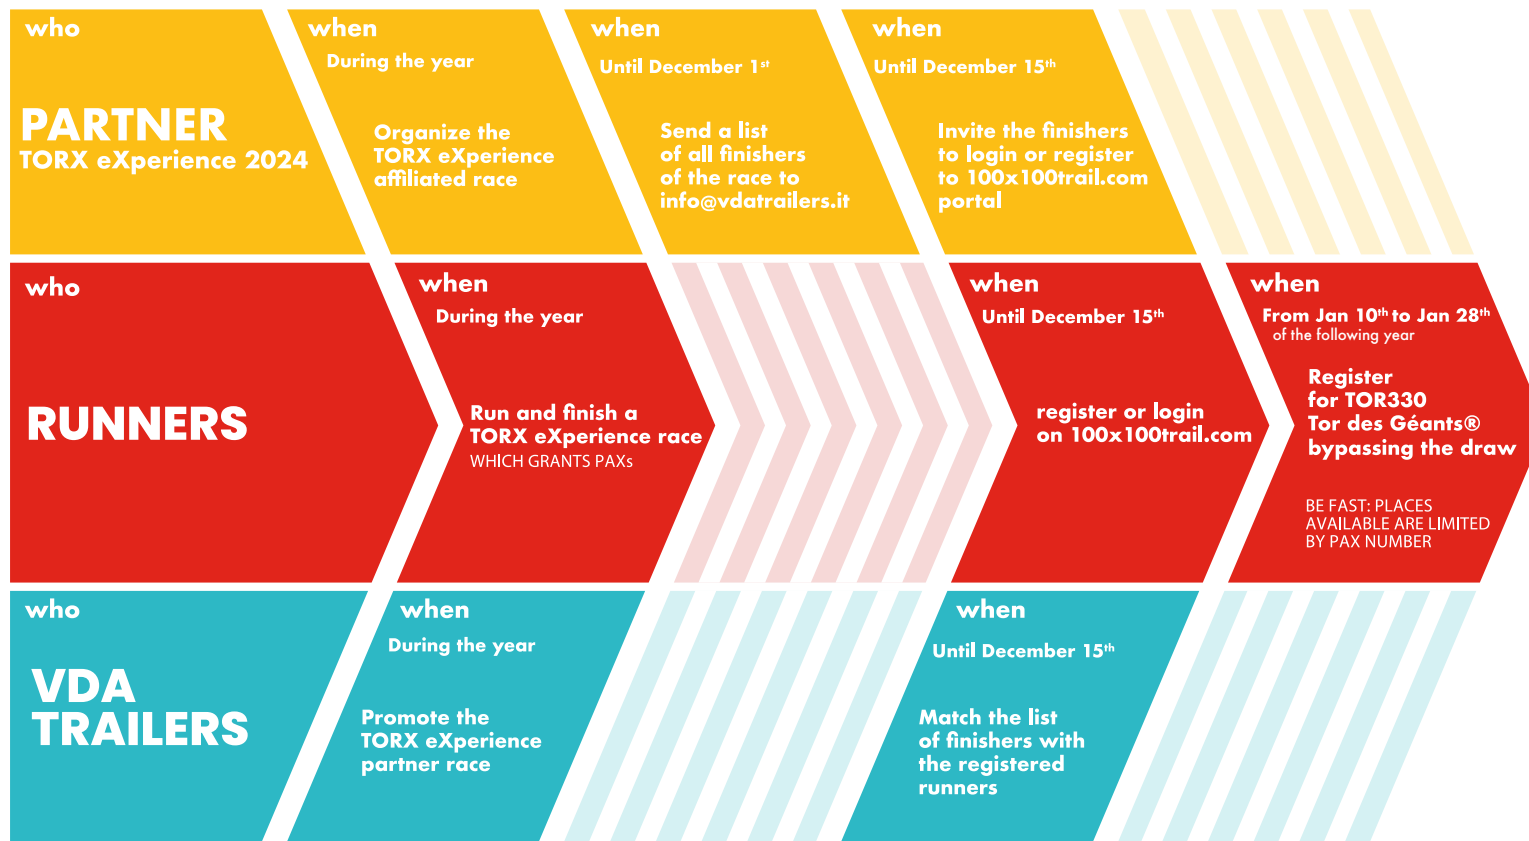 who
PARTNER
TORX eXperience 2024
when
During the year
Organize the
TORX eXperience
affiliated race
when
Until December 1st
Send a list
of all finishers
of the race to
info@vdatrailers.it
when
Until December 15th
Invite the finishers
to login or register
to 100x100trail.com
portal
who
RUNNERS
when
During the year
Run and finish a
TORX eXperience race
WHICH GRANTS PAXs
when
Until December 15th
register or login
on 100x100trail.com
when
From Jan 10th to Jan 28th
of the following year
Register
for TOR330
Tor des Géants®
bypassing the draw
BE FAST: PLACES
AVAILABLE ARE LIMITED
BY PAX NUMBER
who
VDA
TRAILERS
when
During the year
Promote the
TORX eXperience
partner race
when
Until December 15th
Match the list
of finishers with
the registered
runners